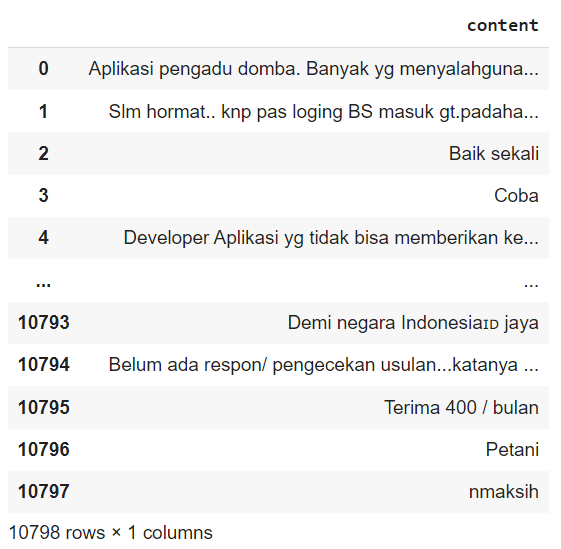 content
0 Aplikasi pengadu domba. Banyak yg menyalahguna...
1 Slm hormat.. knp pas loging BS masuk gt.padaha...
2 Baik sekali
3 Coba
4 Developer Aplikasi yg tidak bisa memberikan ke...
... ...
10793 Demi negara Indonesia🇮🇩 jaya
10794 Belum ada respon/ pengecekan usulan...katanya ...
10795 Terima 400 / bulan
10796 Petani
10797 nmaksih
10798 rows × 1 columns